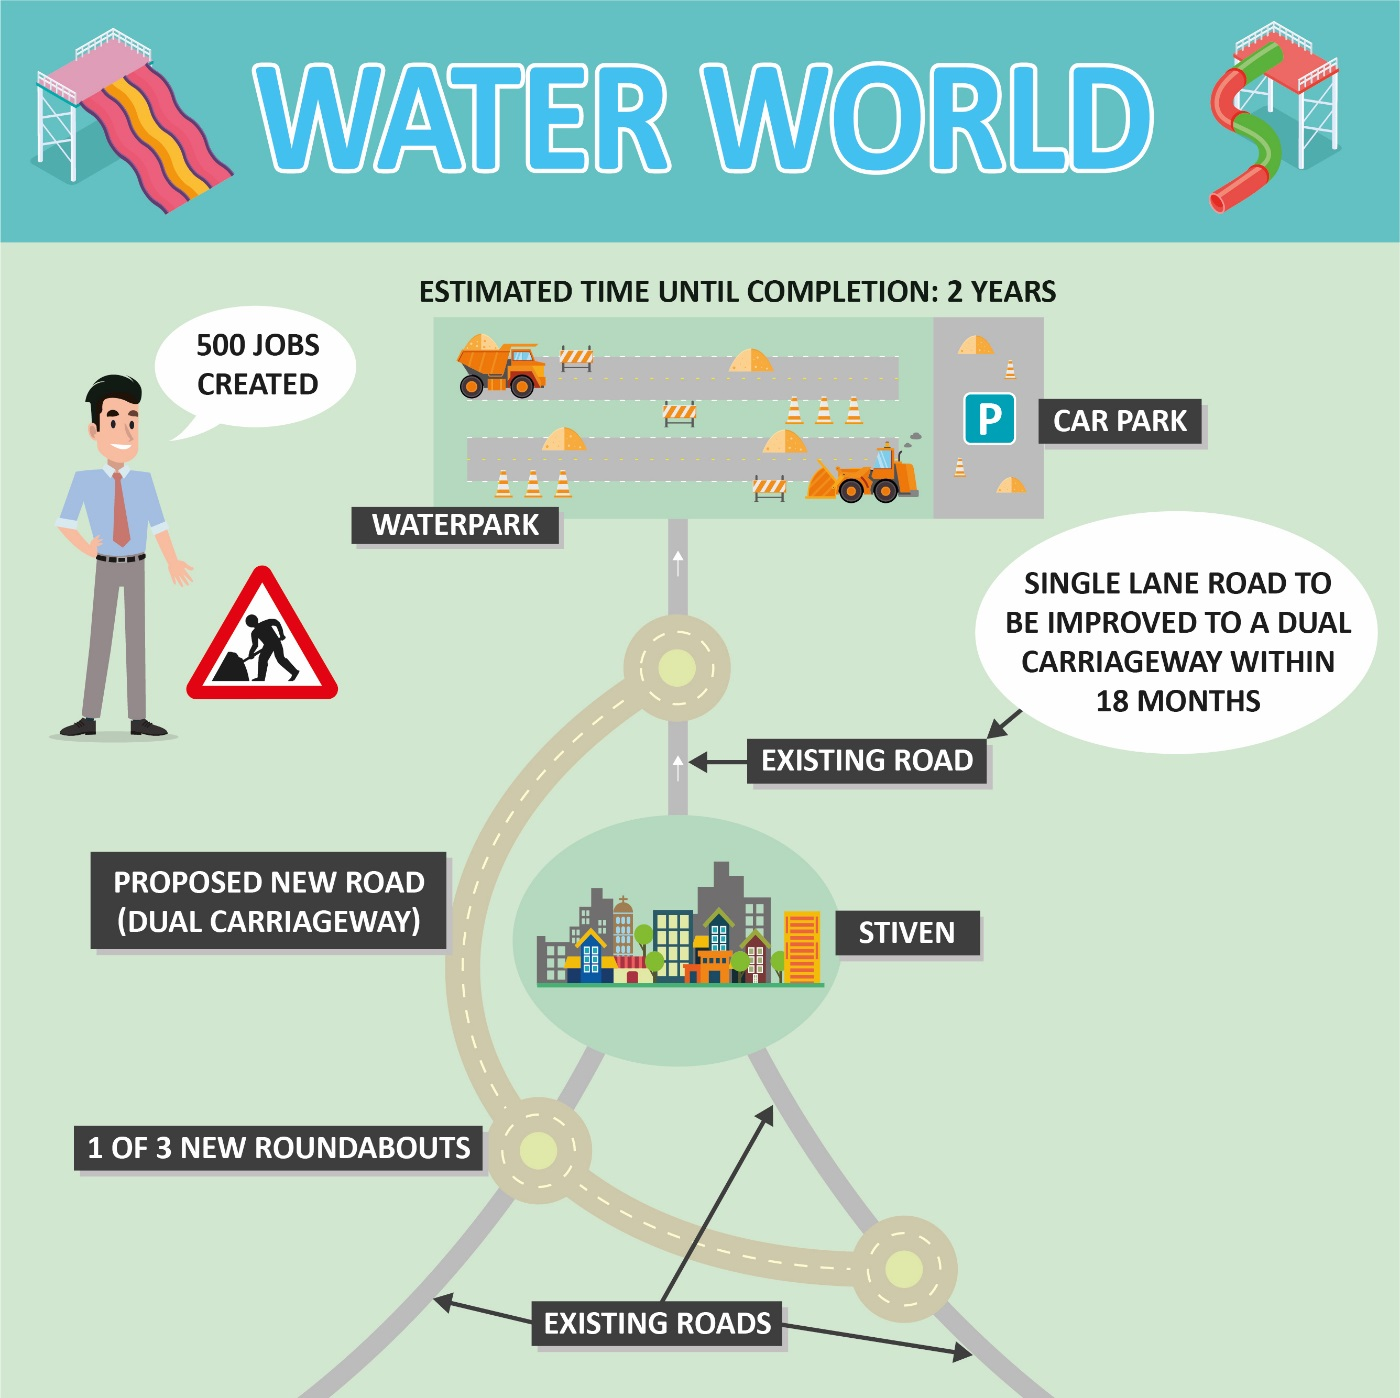 WATER WORLD
ESTIMATED TIME UNTIL COMPLETION: 2 YEARS
500 JOBS
CREATED
P
CAR PARK
WATERPARK
SINGLE LANE ROAD TO
BE IMPROVED TO A DUAL
CARRIAGEWAY WITHIN
18 MONTHS
EXISTING ROAD
PROPOSED NEW ROAD
(DUAL CARRIAGEWAY)
STIVEN
1 OF 3 NEW ROUNDABOUTS
EXISTING ROADS